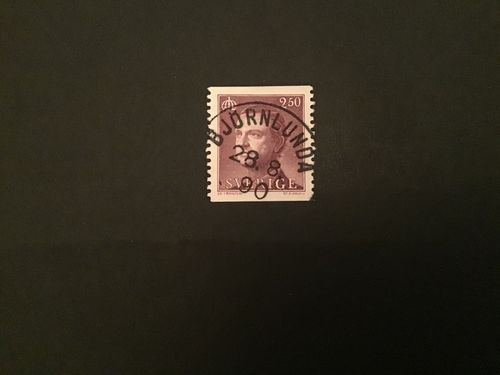 2.50
BJÖRNLUNDA
28. 8.
90
SVERIGE